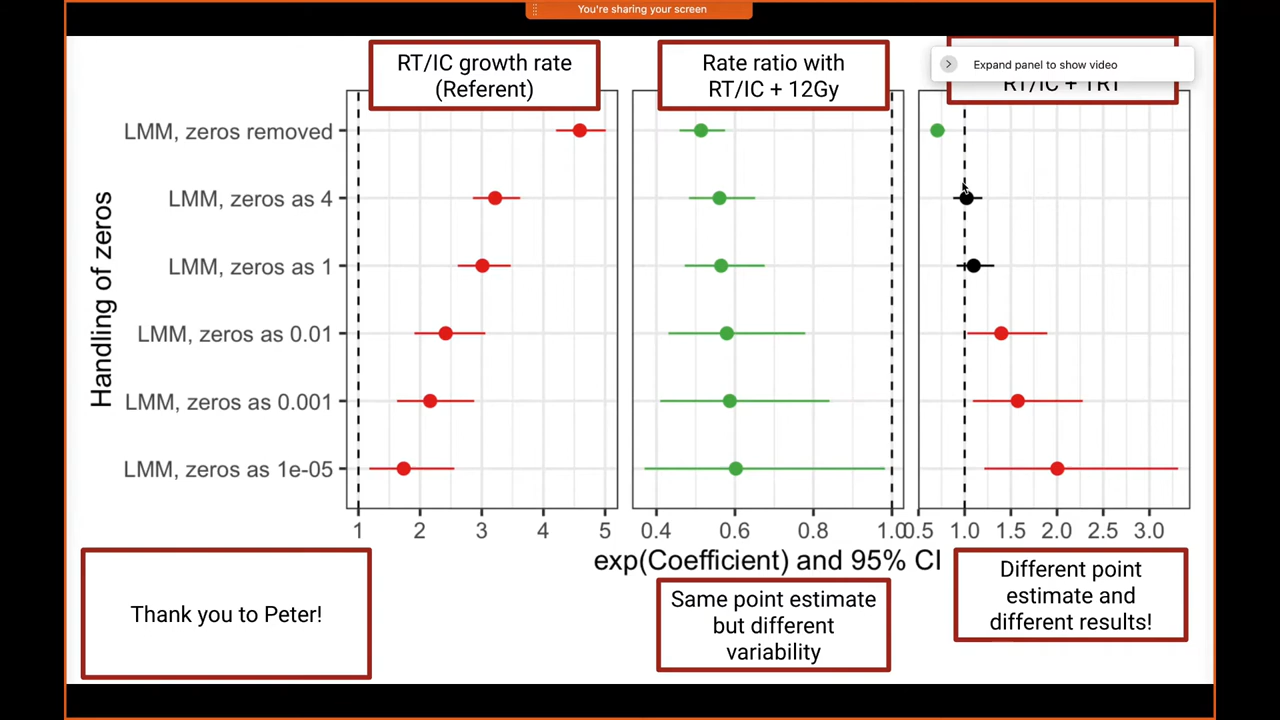 You're sharing your screen
RT/IC growth rate
(Referent)
Rate ratio with
RT/IC + 12Gy
Expand panel to show video
RT/IC + TRT
Handling of zeros
LMM, zeros removed
LMM, zeros as 4
LMM, zeros as 1
LMM, zeros as 0.01
LMM, zeros as 0.001
LMM, zeros as 1e-05
1 2 3 4 5
0.4 0.6 0.8 1.0
0.5 1.0 1.5 2.0 2.5 3.0
exp(Coefficient) and 95% CI
Thank you to Peter!
Same point estimate
but different
variability
Different point
estimate and
different results!